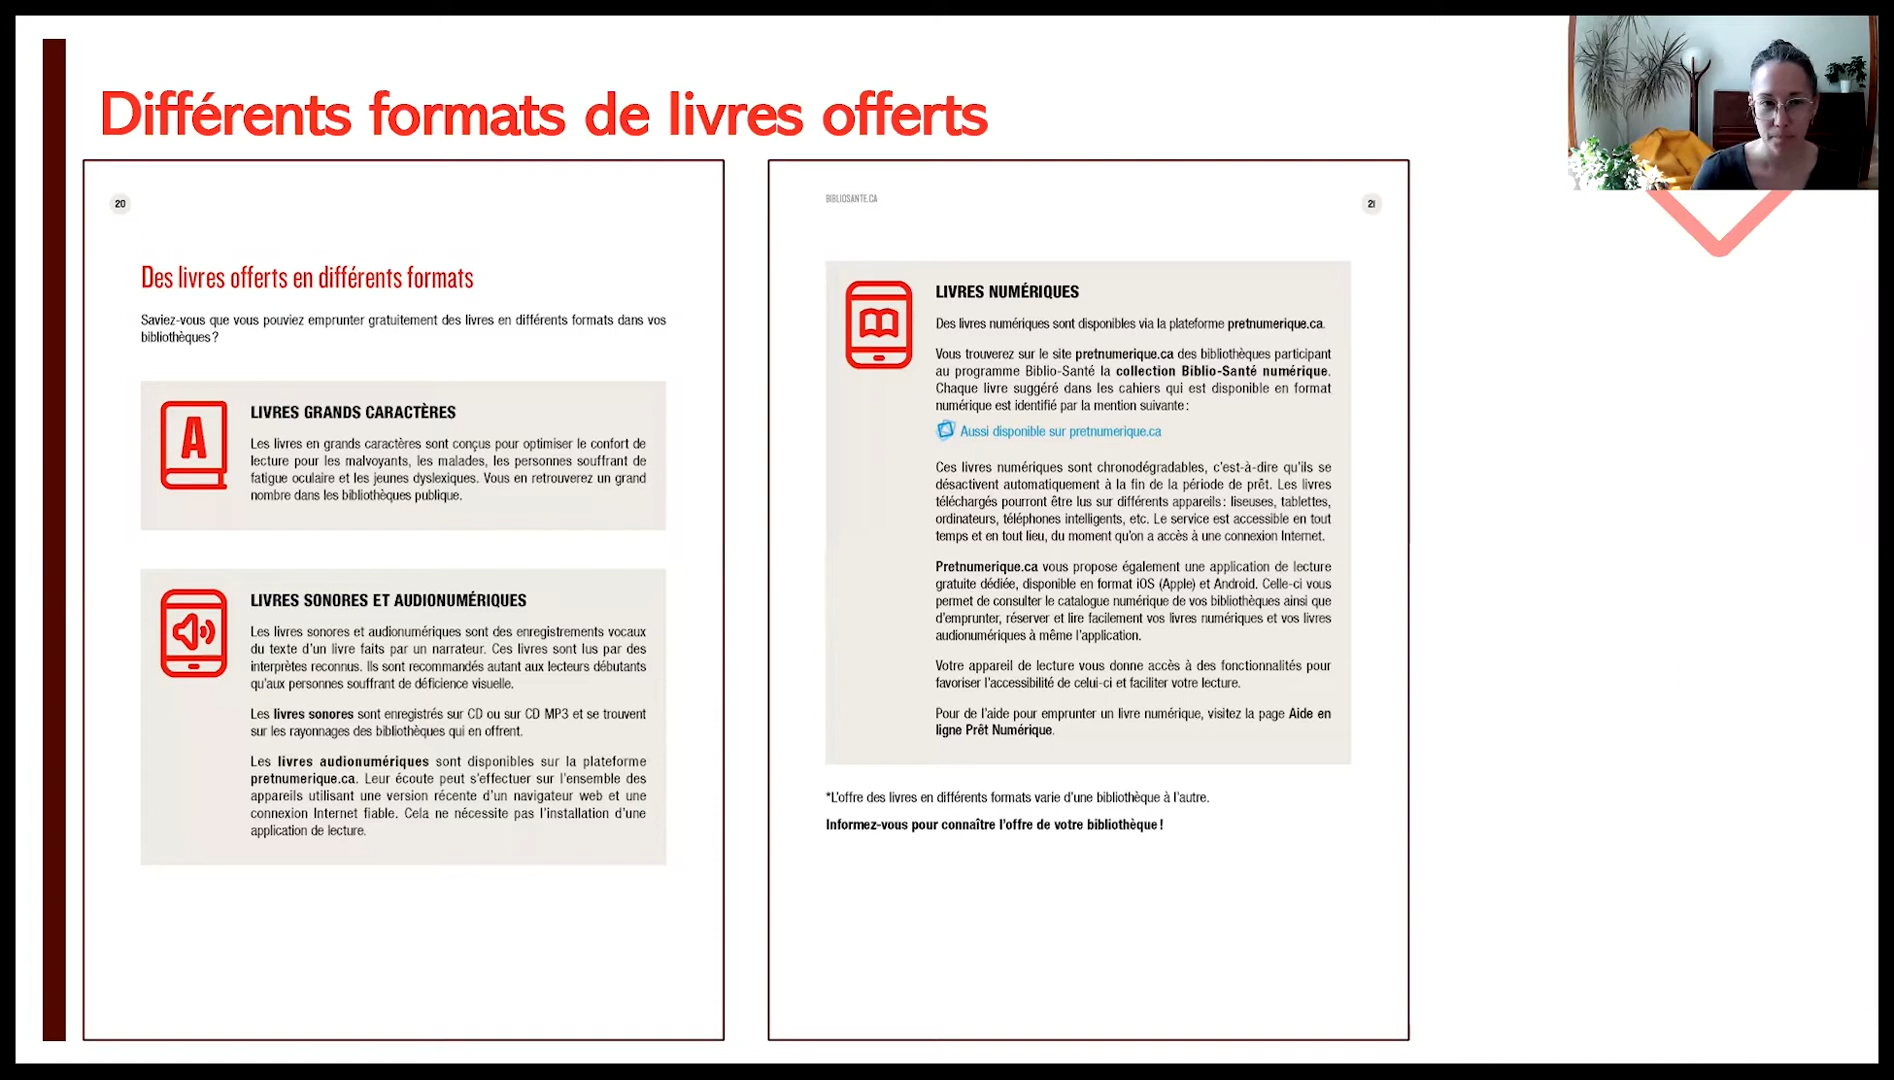 Différents formats de livres offerts
20
Des livres offerts en différents formats
Saviez-vous que vous pouviez emprunter gratuitement des livres en différents formats dans vos
bibliothèques ?
A
LIVRES GRANDS CARACTÈRES
Les livres en grands caractères sont conçus pour optimiser le confort de
lecture pour les malvoyants, les malades, les personnes souffrant de
fatigue oculaire et les jeunes dyslexiques. Vous en retrouverez un grand
nombre dans les bibliothèques publique.
LIVRES SONORES ET AUDIONUMÉRIQUES
Les livres sonores et audionumériques sont des enregistrements vocaux
du texte d'un livre faits par un narrateur. Ces livres sont lus par des
interprètes reconnus. Ils sont recommandés autant aux lecteurs débutants
qu'aux personnes souffrant de déficience visuelle.
Les livres sonores sont enregistrés sur CD ou sur CD MP3 et se trouvent
sur les rayonnages des bibliothèques qui en offrent.
Les livres audionumériques sont disponibles sur la plateforme
pretnumerique.ca. Leur écoute peut s'effectuer sur l'ensemble des
appareils utilisant une version récente d'un navigateur web et une
connexion Internet fiable. Cela ne nécessite pas l'installation d'une
application de lecture.
BIBLIOSANTE.CA
21
LIVRES NUMÉRIQUES
Des livres numériques sont disponibles via la plateforme pretnumerique.ca.
Vous trouverez sur le site pretnumerique.ca des bibliothèques participant
au programme Biblio-Santé la collection Biblio-Santé numérique.
Chaque livre suggéré dans les cahiers qui est disponible en format
numérique est identifié par la mention suivante :
Aussi disponible sur pretnumerique.ca
Ces livres numériques sont chronodégradables, c'est-à-dire qu'ils se
désactivent automatiquement à la fin de la période de prêt. Les livres
téléchargés pourront être lus sur différents appareils : liseuses, tablettes,
ordinateurs, téléphones intelligents, etc. Le service est accessible en tout
temps et en tout lieu, du moment qu'on a accès à une connexion Internet.
Pretnumerique.ca vous propose également une application de lecture
gratuite dédiée, disponible en format iOS (Apple) et Android. Celle-ci vous
permet de consulter le catalogue numérique de vos bibliothèques ainsi que
d'emprunter, réserver et lire facilement vos livres numériques et vos livres
audionumériques à même l'application.
Votre appareil de lecture vous donne accès à des fonctionnalités pour
favoriser l'accessibilité de celui-ci et faciliter votre lecture.
Pour de l'aide pour emprunter un livre numérique, visitez la page Aide en
ligne Prêt Numérique.
*L'offre des livres en différents formats varie d'une bibliothèque à l'autre.
Informez-vous pour connaître l'offre de votre bibliothèque !